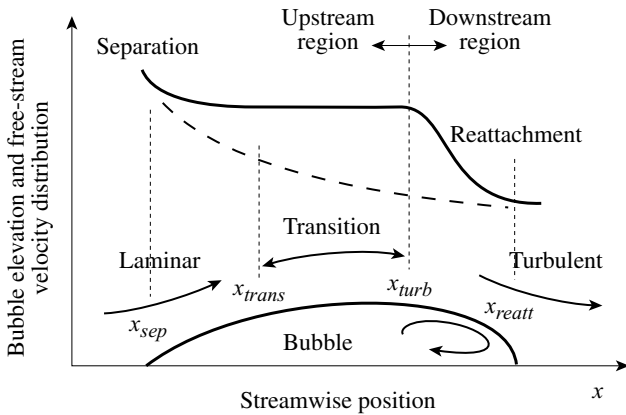 Upstream
region
Downstream
region
Separation
Reattachment
Transition
Laminar
Turbulent
x_trans
x_turb
x_reatt
x_sep
Bubble
Streamwise position
x
Bubble elevation and free-stream
velocity distribution